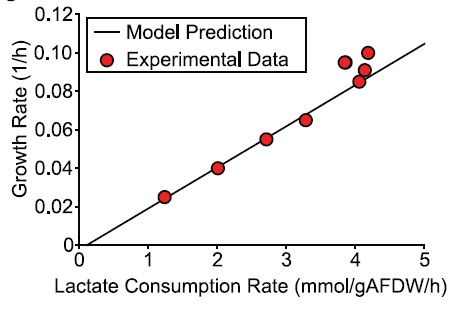 0.12
0.10
0.08
0.06
0.04
0.02
0
Growth Rate (1/h)
Model Prediction
Experimental Data
0 1 2 3 4 5
Lactate Consumption Rate (mmol/gAFDW/h)